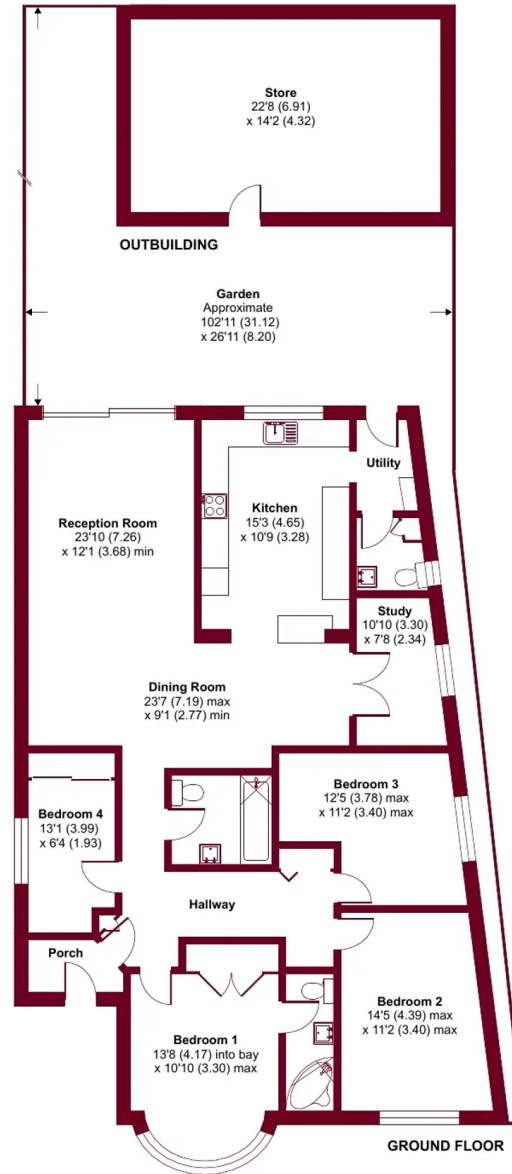 Store
22'8 (6.91)
x 14'2 (4.32)
OUTBUILDING
Garden
Approximate
102'11 (31.12)
x 26'11 (8.20)
Utility
Kitchen
15'3 (4.65)
x 10'9 (3.28)
Reception Room
23'10 (7.26)
x 12'1 (3.68) min
Study
10'10 (3.30)
x 7'8 (2.34)
Dining Room
23'7 (7.19) max
x 9'1 (2.77) min
Bedroom 3
12'5 (3.78) max
x 11'2 (3.40) max
Bedroom 4
13'1 (3.99)
x 6'4 (1.93)
Hallway
Porch
Bedroom 2
14'5 (4.39) max
x 11'2 (3.40) max
Bedroom 1
13'8 (4.17) into bay
x 10'10 (3.30) max
GROUND FLOOR